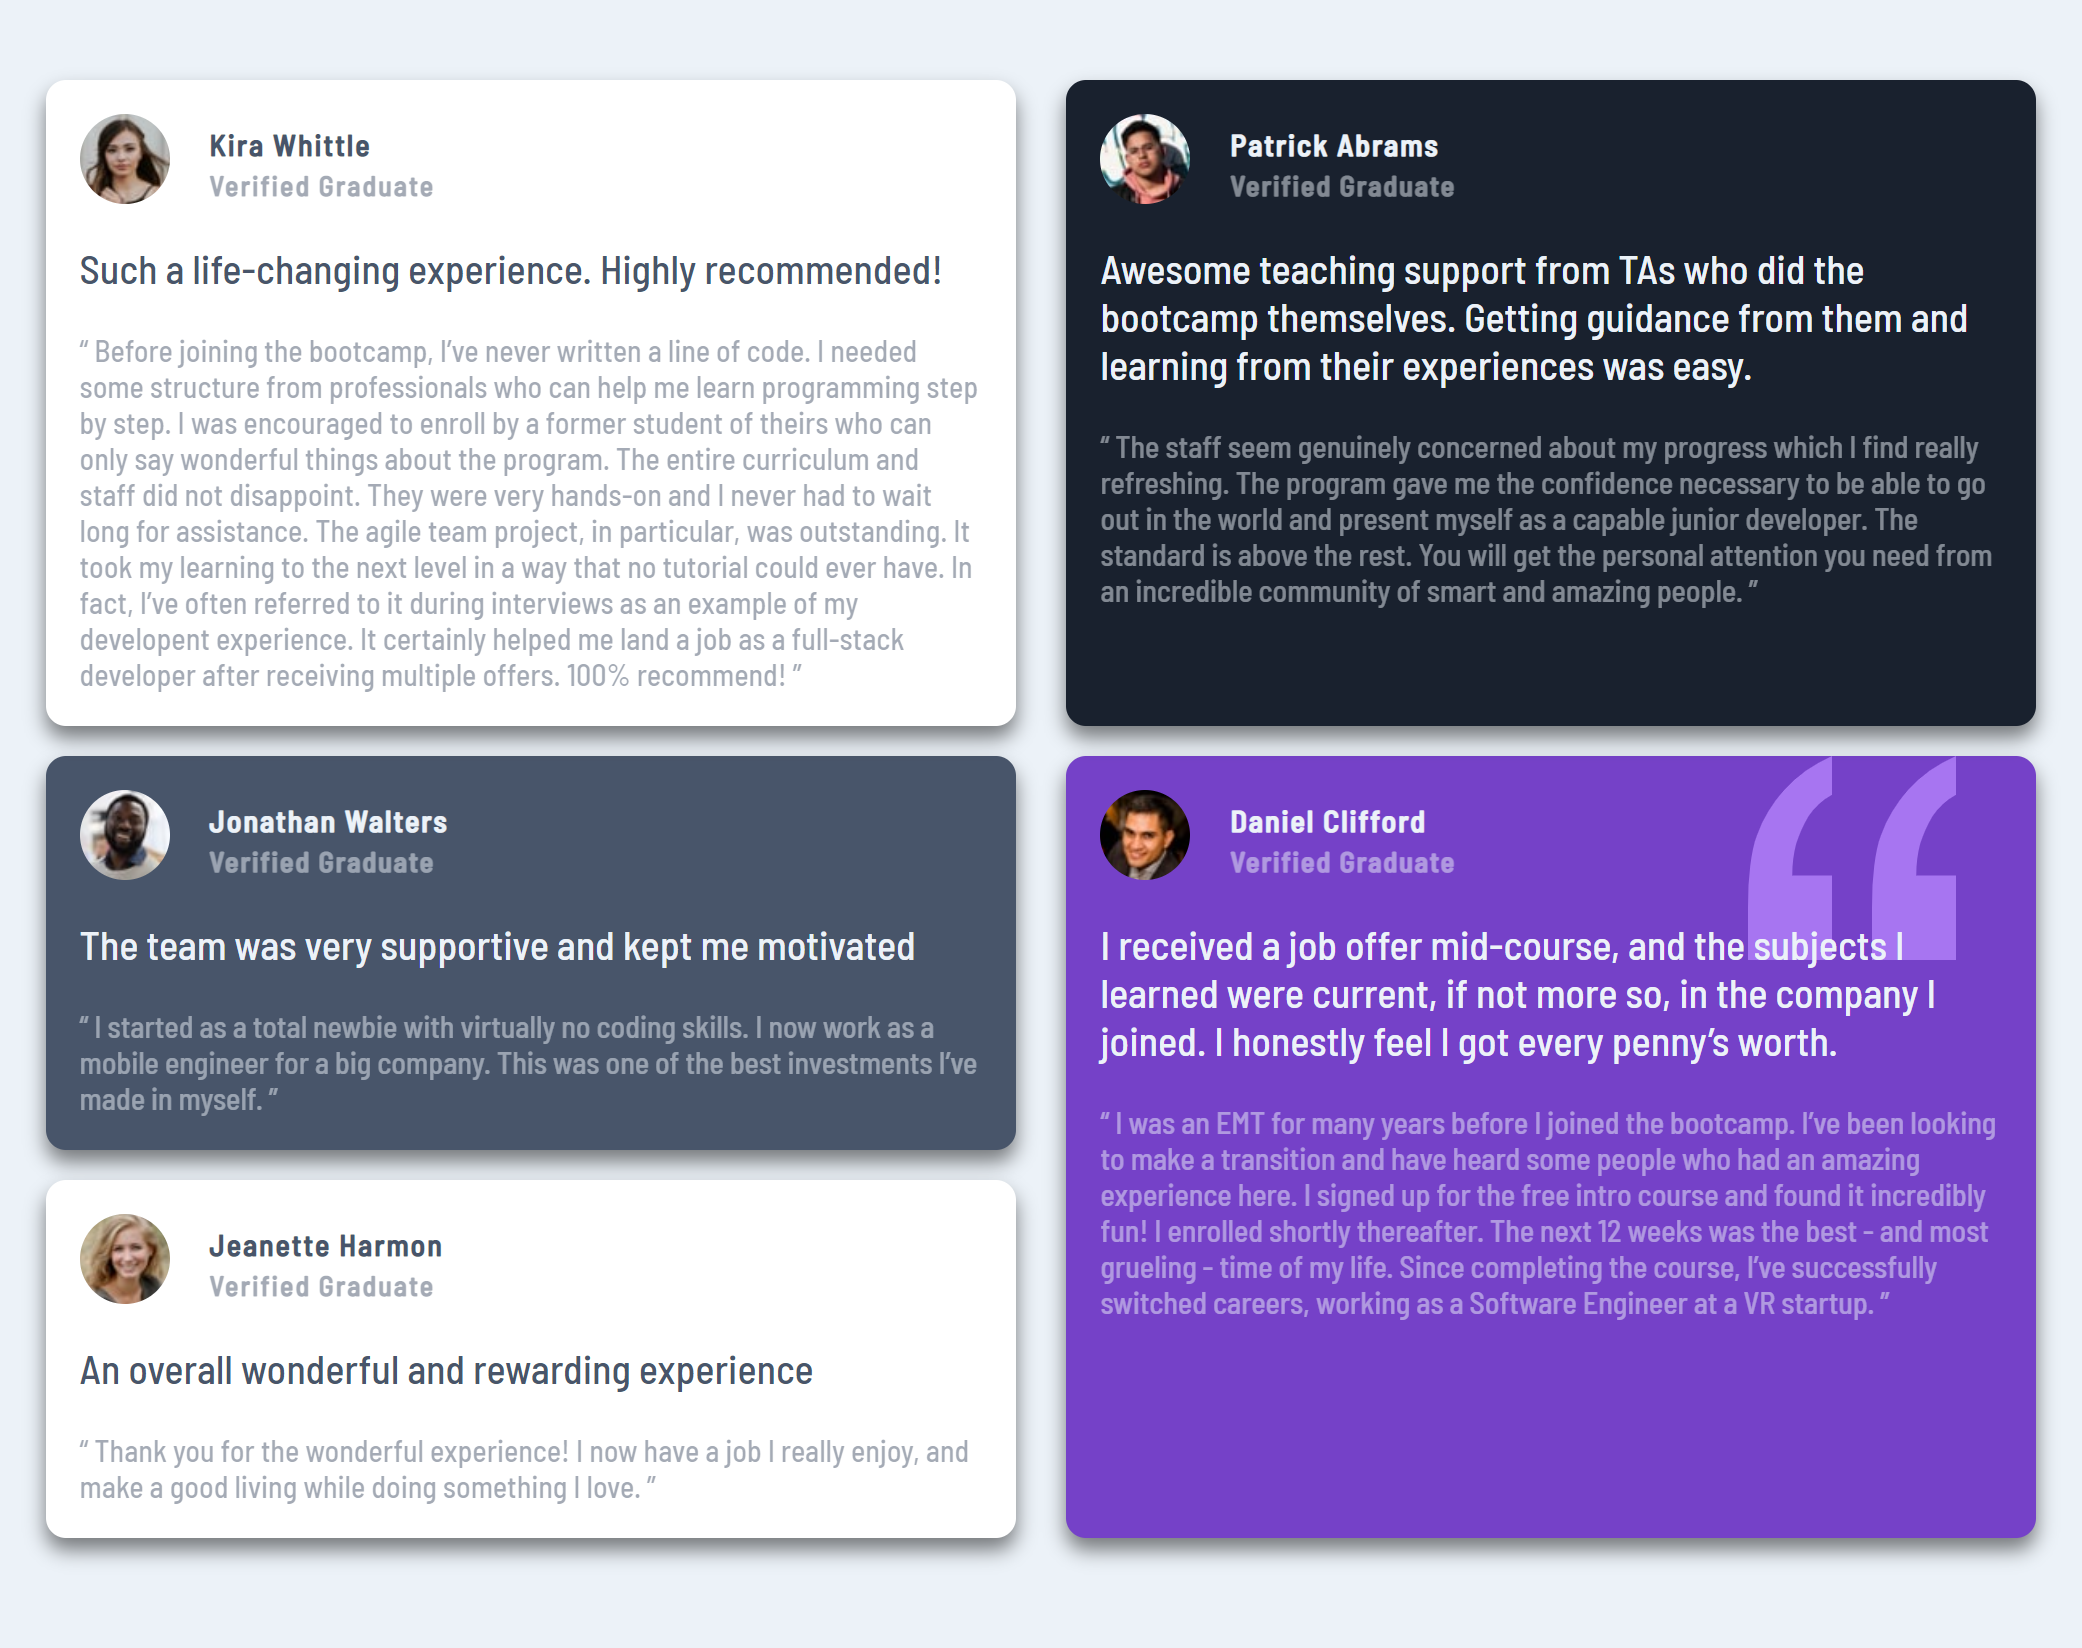 Kira Whittle
Verified Graduate
Such a life-changing experience. Highly recommended!
“ Before joining the bootcamp, I’ve never written a line of code. I needed
some structure from professionals who can help me learn programming step
by step. I was encouraged to enroll by a former student of theirs who can
only say wonderful things about the program. The entire curriculum and
staff did not disappoint. They were very hands-on and I never had to wait
long for assistance. The agile team project, in particular, was outstanding. It
took my learning to the next level in a way that no tutorial could ever have. In
fact, I’ve often referred to it during interviews as an example of my
developent experience. It certainly helped me land a job as a full-stack
developer after receiving multiple offers. 100% recommend! ”
Patrick Abrams
Verified Graduate
Awesome teaching support from TAs who did the
bootcamp themselves. Getting guidance from them and
learning from their experiences was easy.
“ The staff seem genuinely concerned about my progress which I find really
refreshing. The program gave me the confidence necessary to be able to go
out in the world and present myself as a capable junior developer. The
standard is above the rest. You will get the personal attention you need from
an incredible community of smart and amazing people. ”
Jonathan Walters
Verified Graduate
The team was very supportive and kept me motivated
“ I started as a total newbie with virtually no coding skills. I now work as a
mobile engineer for a big company. This was one of the best investments I’ve
made in myself. ”
Daniel Clifford
Verified Graduate
I received a job offer mid-course, and the subjects I
learned were current, if not more so, in the company I
joined. I honestly feel I got every penny’s worth.
“ I was an EMT for many years before I joined the bootcamp. I’ve been looking
to make a transition and have heard some people who had an amazing
experience here. I signed up for the free intro course and found it incredibly
fun! I enrolled shortly thereafter. The next 12 weeks was the best - and most
grueling - time of my life. Since completing the course, I’ve successfully
switched careers, working as a Software Engineer at a VR startup. ”
Jeanette Harmon
Verified Graduate
An overall wonderful and rewarding experience
“ Thank you for the wonderful experience! I now have a job I really enjoy, and
make a good living while doing something I love. ”